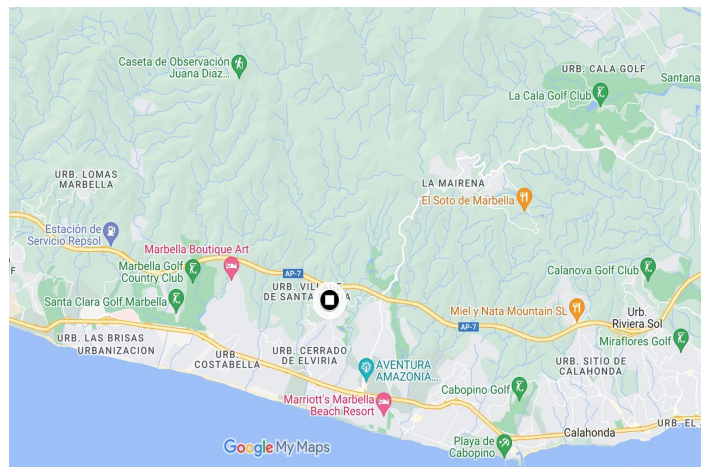 Caseta de Observación
Juana Diaz...
URB. CALA GOLF
La Cala Golf Club
Santana
URB. LOMAS
MARBELLA
LA MAIRENA
El Soto de Marbella
Estación de
Servicio Repsol
Marbella Boutique Art
Marbella Golf
Country Club
AP-7
Calanova Golf Club
URB.
DE SANTA
Santa Clara Golf Marbella
Miel y Nata Mountain SL
Urb.
Riviera Sol
AP-7
URB. LAS BRISAS
URBANIZACION
URB.
COSTABELLA
URB. CERRADO
DE ELVIRIA
Miraflores Golf
AVENTURA
AMAZONIA...
URB. SITIO DE
CALAHONDA
Cabopino Golf
Marriott's Marbella
Beach Resort
Playa de
Cabopino
Calahonda
URB. EL
Google My Maps